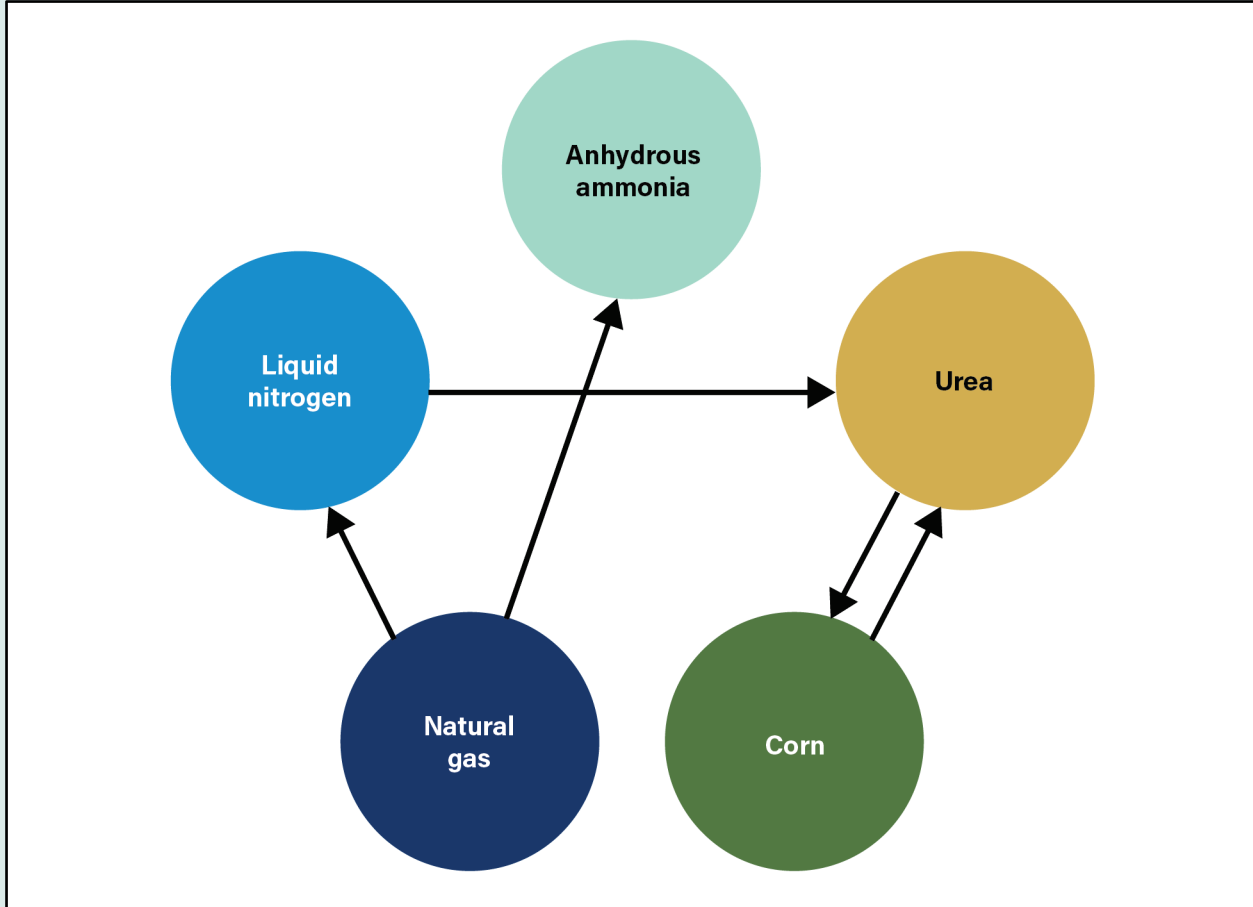 Anhydrous
ammonia
Liquid
nitrogen
Urea
Natural
gas
Corn